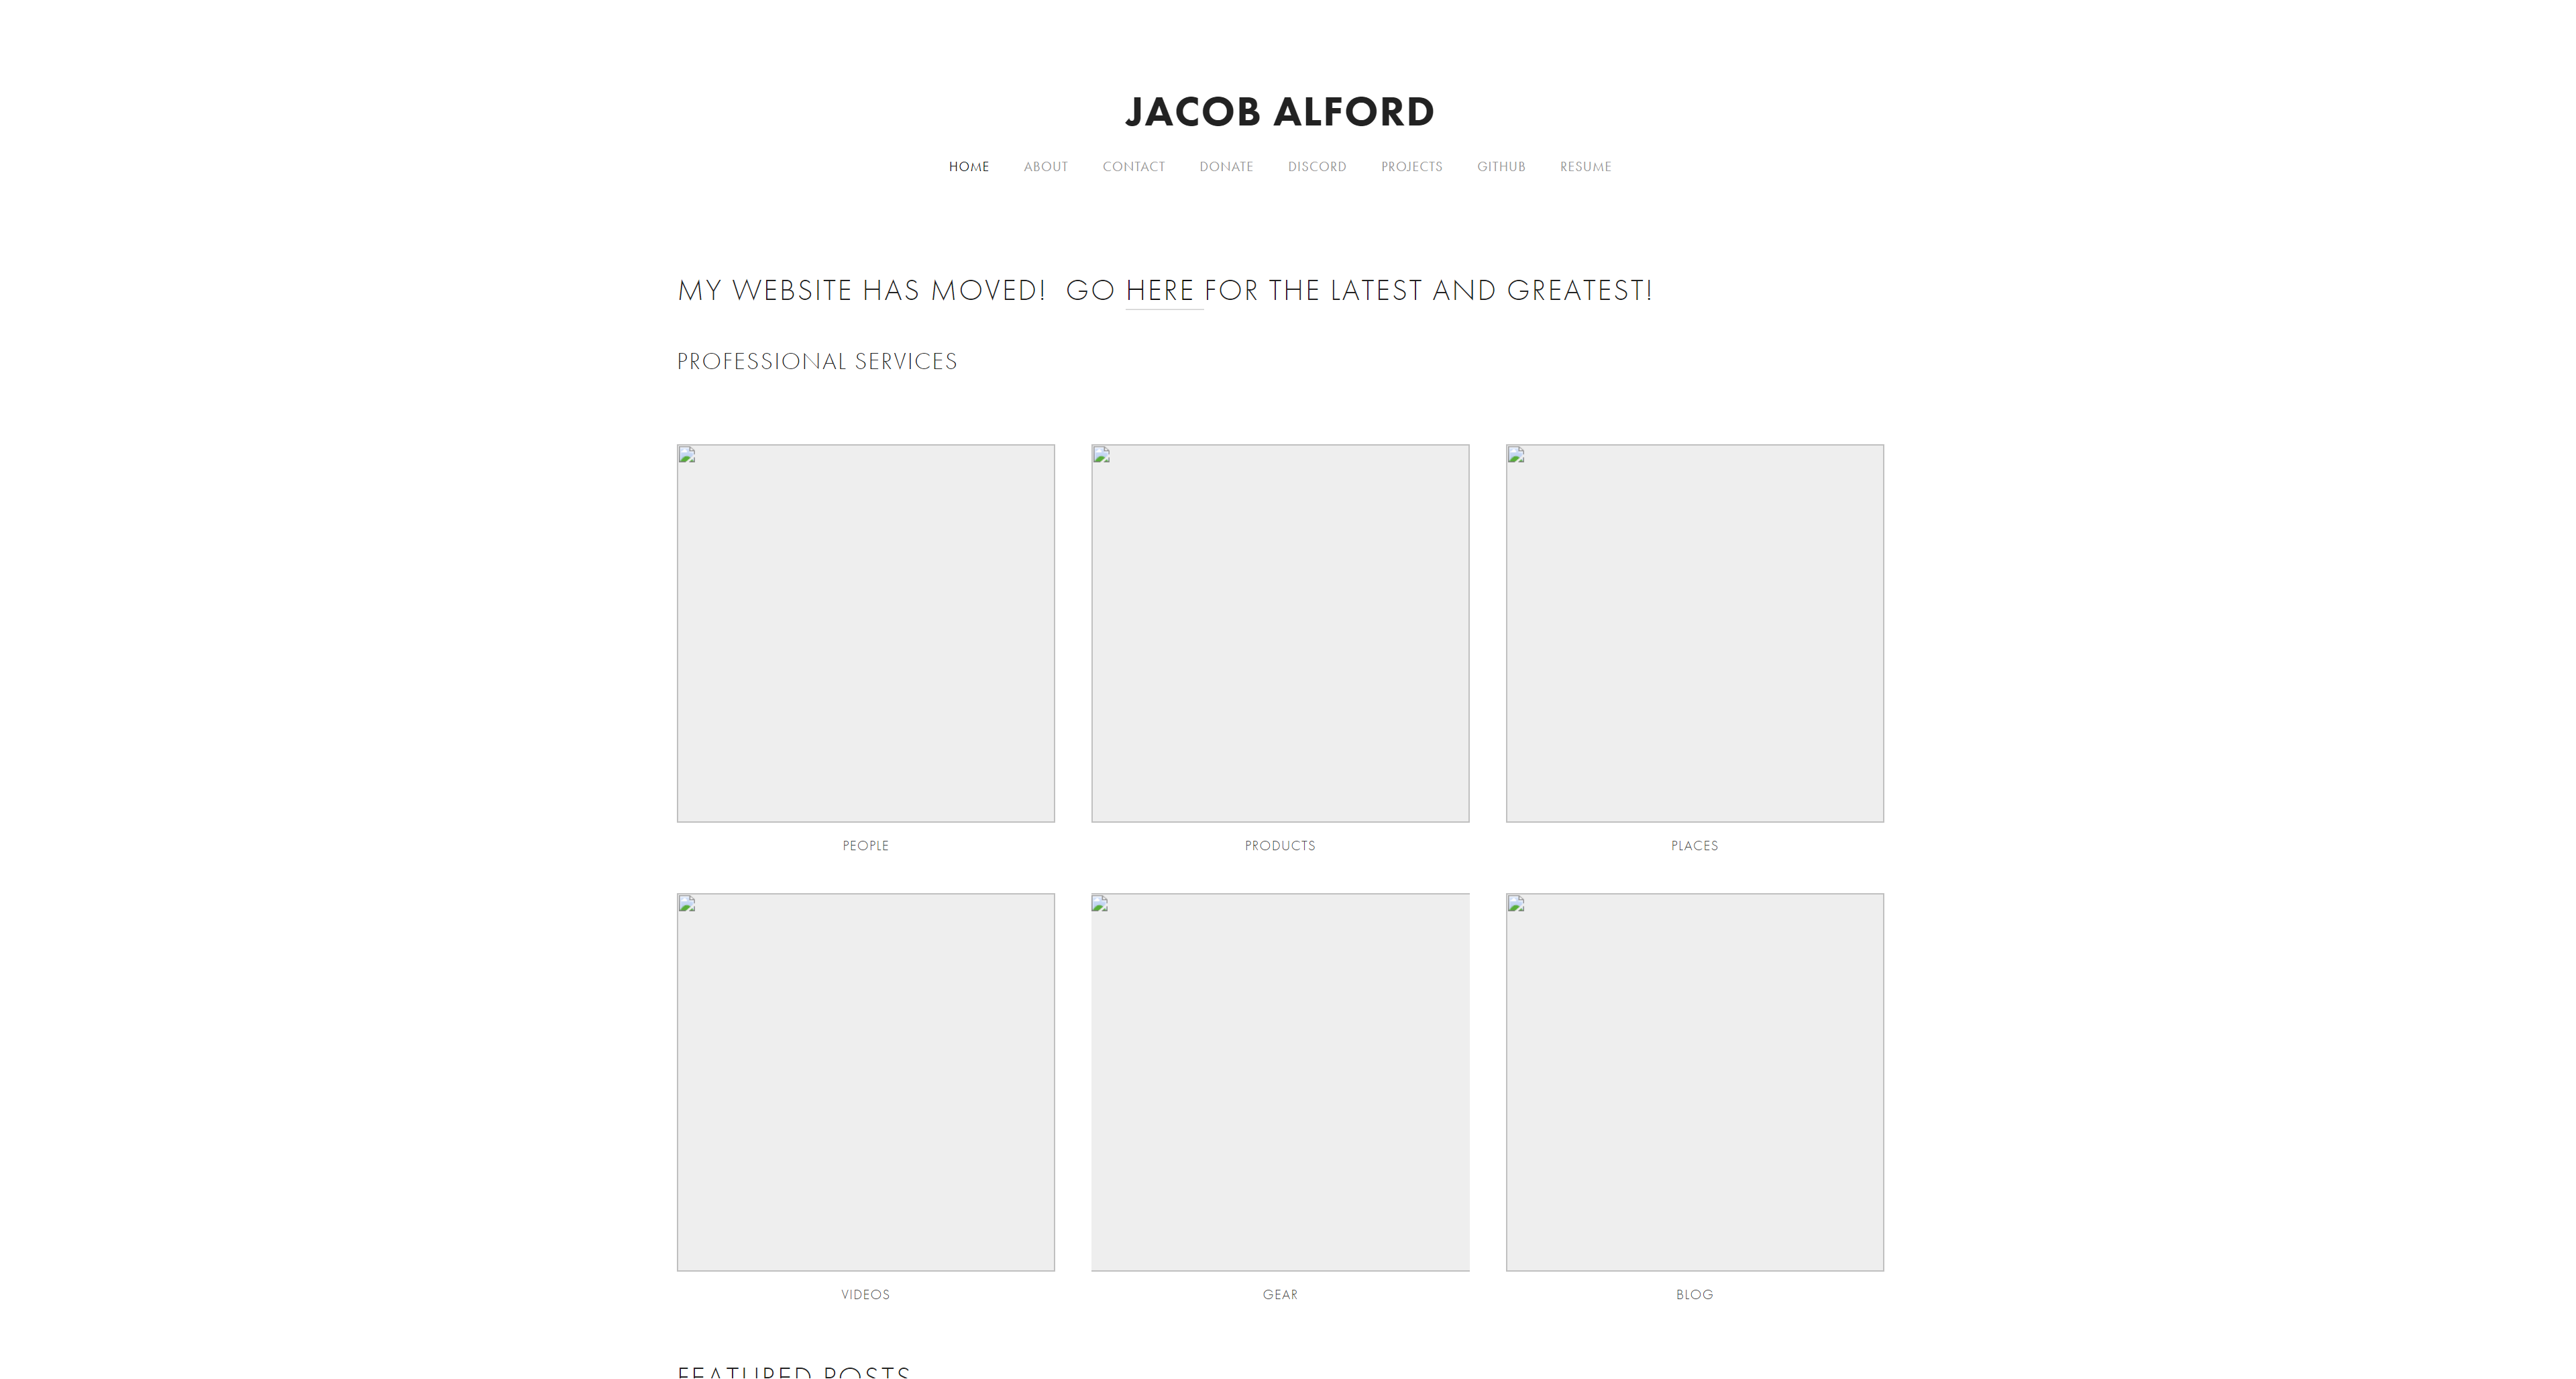 JACOB ALFORD
HOME ABOUT CONTACT DONATE DISCORD PROJECTS GITHUB RESUME
MY WEBSITE HAS MOVED! GO HERE FOR THE LATEST AND GREATEST!
PROFESSIONAL SERVICES
PEOPLE PRODUCTS PLACES
VIDEOS GEAR BLOG
FEATURED POSTS